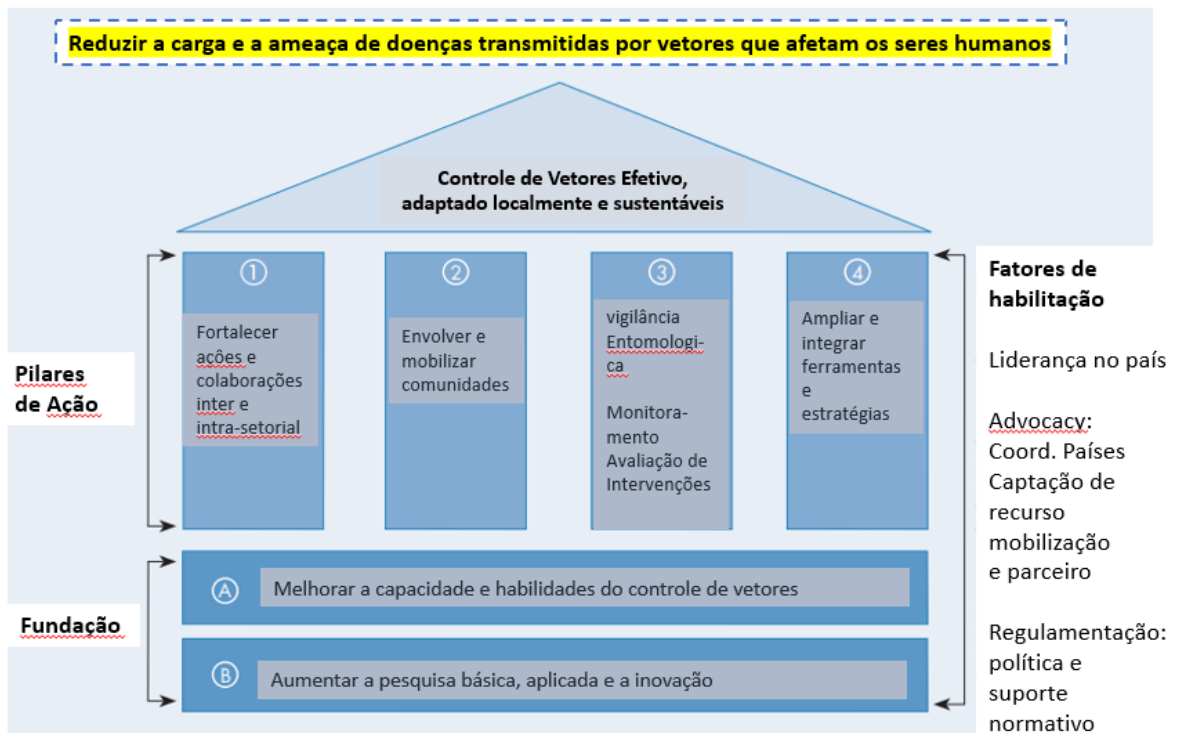 Reduzir a carga e a ameaça de doenças transmitidas por vetores que afetam os seres humanos
Controle de Vetores Efetivo,
adaptado localmente e sustentáveis
Pilares
de Ação
1
Fortalecer
ações e
colaborações
inter e
intra-setorial
2
Envolver e
mobilizar
comunidades
3
vigilância
Entomologi-
ca
Monitora-
mento
Avaliação de
Intervenções
4
Ampliar e
integrar
ferramentas
e
estratégias
Fatores de
habilitação
Liderança no país
Advocacy:
Coord. Países
Captação de
recurso
mobilização
e parceiro
Regulamentação:
política e
suporte
normativo
Fundação
A
Melhorar a capacidade e habilidades do controle de vetores
B
Aumentar a pesquisa básica, aplicada e a inovação